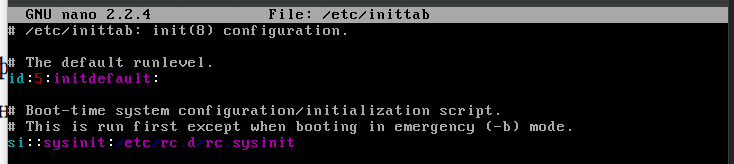 GNU nano 2.2.4 File: /etc/inittab
# /etc/inittab: init(8) configuration.
# The default runlevel.
id:5:initdefault:
# Boot-time system configuration/initialization script.
# This is run first except when booting in emergency (-b) mode.
si::sysinit:/etc/rc.d/rc.sysinit